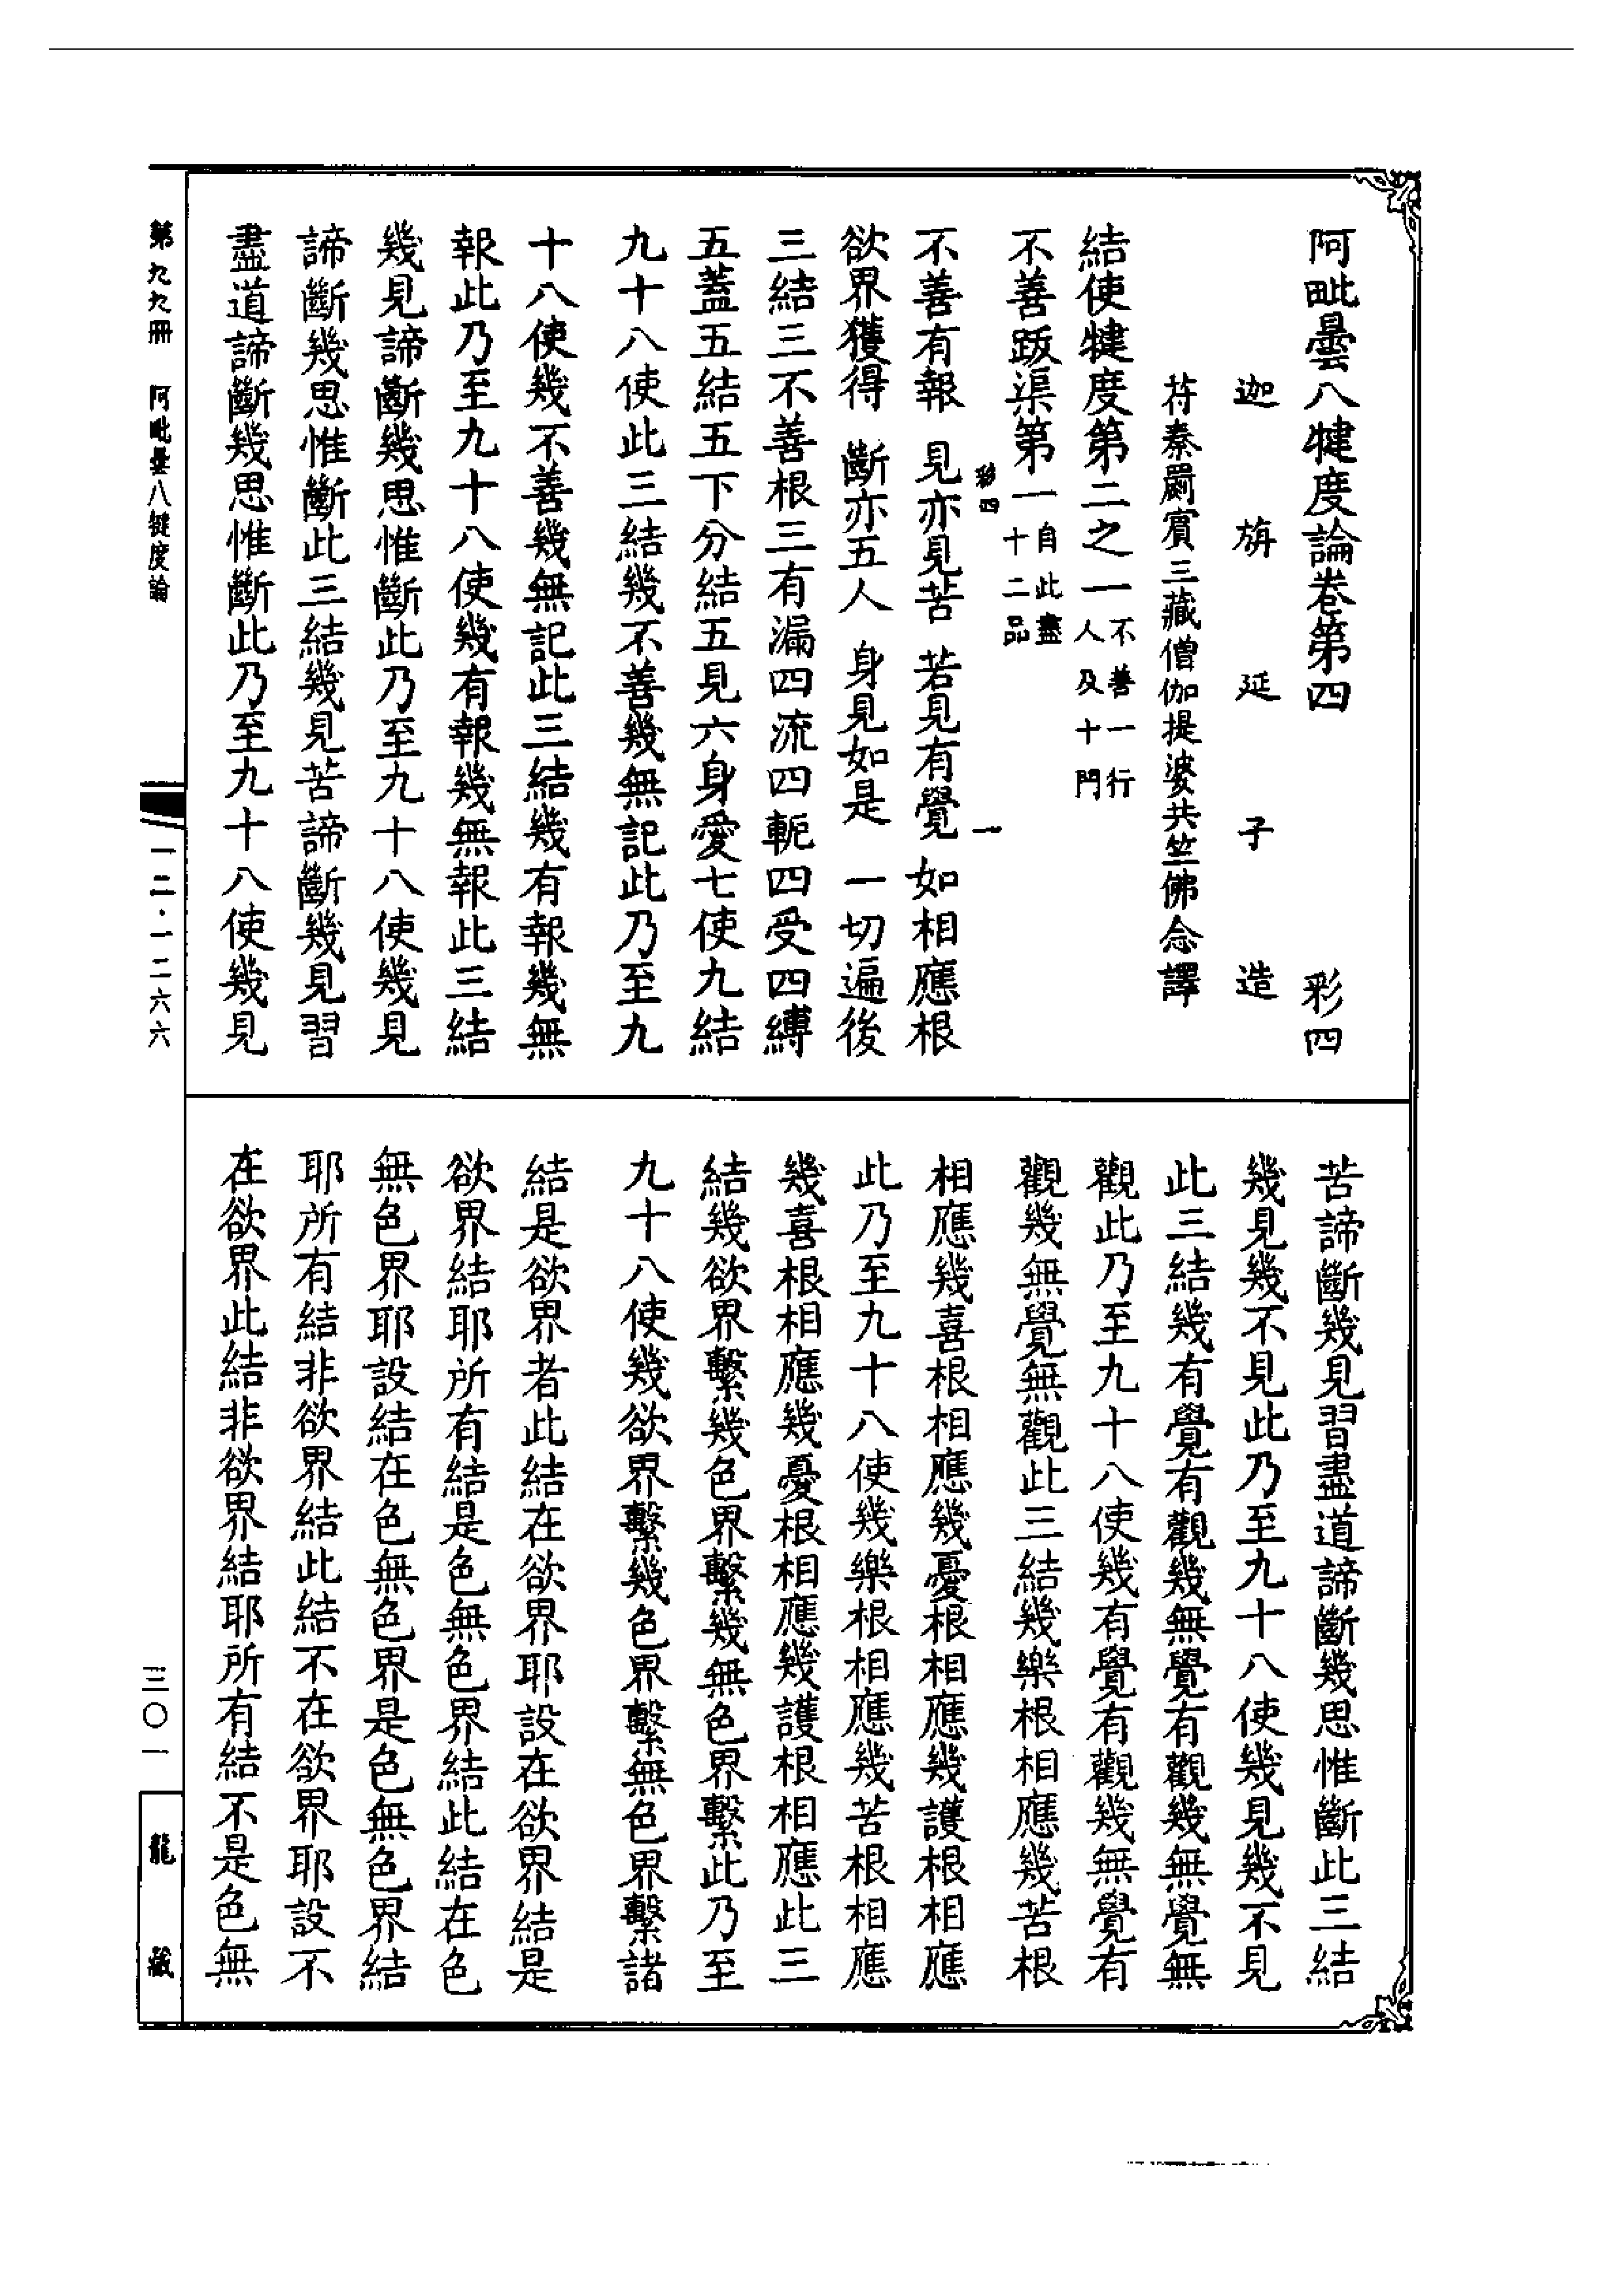 阿毗曇八犍度論卷第四　彩四
迦旃延子造
苻秦罽賓三藏僧伽提婆共竺佛念譯
結使犍度第二之一不善一行人及十門
不善跋渠第一自此盡十二品
彩四　一
不善有報　見亦見苦　若見有覺　如相應根
欲界獲得　斷亦五人　身見如是　一切遍後
三結三不善根三有漏四流四軛四受四縛
五蓋五結五下分結五見六身愛七使九結
九十八使此三結幾不善幾無記此乃至九
十八使幾不善幾無記此三結幾有報幾無
報此乃至九十八使幾有報幾無報此三結
幾見諦斷幾思惟斷此乃至九十八使幾見
諦斷幾思惟斷此三結幾見苦諦斷幾見習
盡道諦斷幾思惟斷此乃至九十八使幾見
苦諦斷幾見習盡道諦斷幾思惟斷此三結
幾見幾不見此乃至九十八使幾見幾不見
此三結幾有覺有觀幾無覺有觀幾無覺無
觀此乃至九十八使幾有覺有觀幾無覺有
觀幾無覺無觀此三結幾樂根相應幾苦根
相應幾喜根相應幾憂根相應幾護根相應
此乃至九十八使幾樂根相應幾苦根相應
幾喜根相應幾憂根相應幾護根相應此三
結幾欲界繫幾色界繫幾無色界繫此乃至
九十八使幾欲界繫幾色界繫無色界繫諸
結是欲界者此結在欲界耶設在欲界結是
欲界結耶所有結是色無色界結此結在色
無色界耶設結在色無色界是色無色界結
耶所有結非欲界結此結不在欲界耶設不
在欲界此結非欲界結耶所有結不是色無
第九九冊　阿毗曇八犍度論
一二·一二六六
三〇一
龍藏